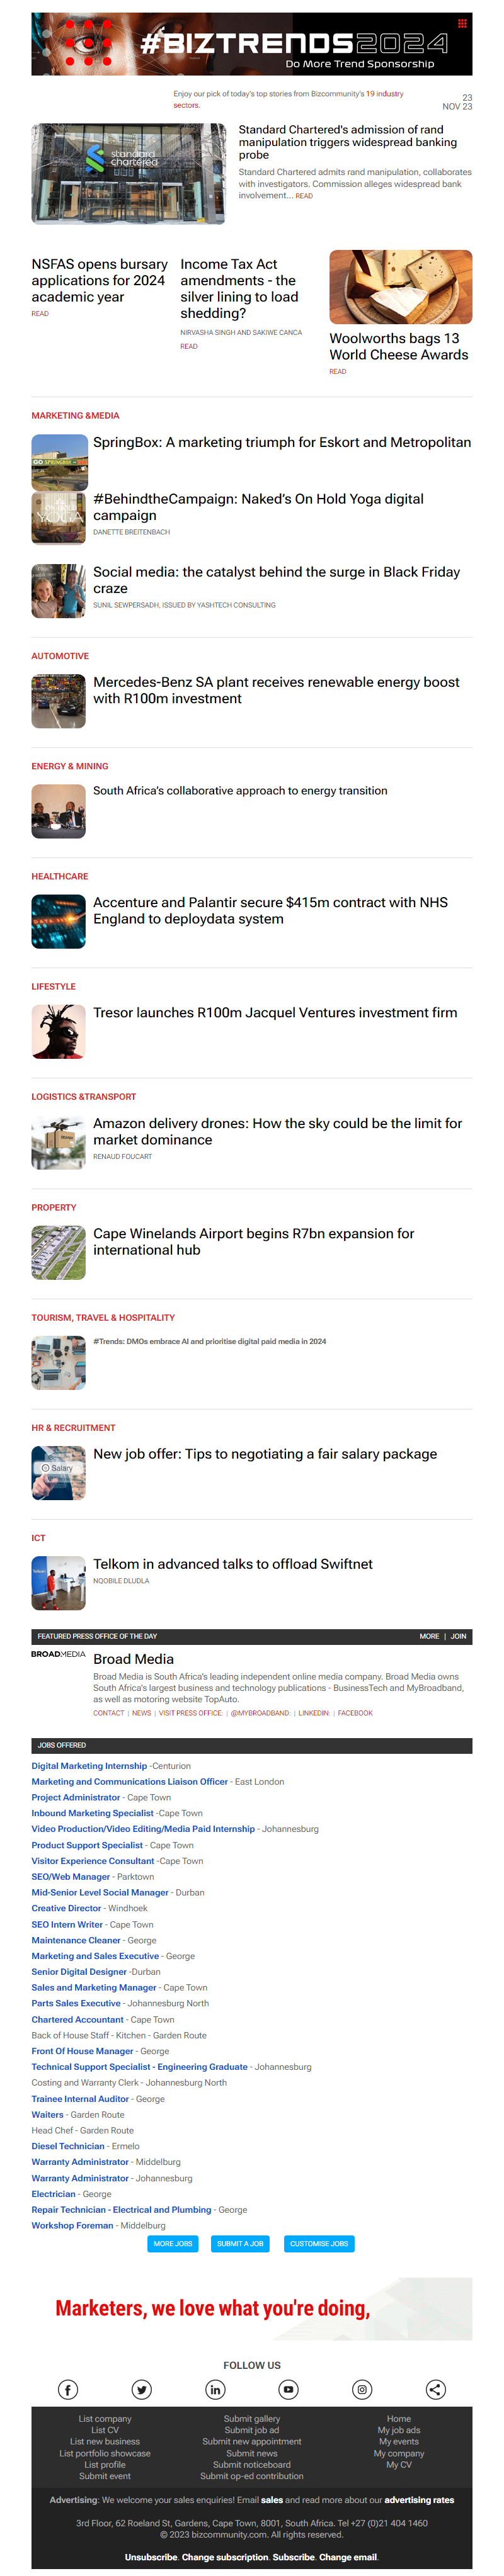 #BIZTRENDS2024
Do More Trend Sponsorship
Enjoy our pick of today's top stories from Bizcommunity's 19 industry
sectors.
23
NOV 23
standard
chartered
Standard Chartered's admission of rand
manipulation triggers widespread banking
probe
Standard Chartered admits rand manipulation, collaborates
with investigators. Commission alleges widespread bank
involvement... READ
NSFAS opens bursary
applications for 2024
academic year
READ
Income Tax Act
amendments - the
silver lining to load
shedding?
NIRVASHA SINGH AND SAKIWE CANCA
READ
Woolworths bags 13
World Cheese Awards
READ
MARKETING &MEDIA
GO SPRINGBOX
SpringBox: A marketing triumph for Eskort and Metropolitan
YOGA
#BehindtheCampaign: Naked's On Hold Yoga digital
campaign
DANETTE BREITENBACH
Social media: the catalyst behind the surge in Black Friday
craze
SUNIL SEWPERSADH, ISSUED BY YASHTECH CONSULTING
AUTOMOTIVE
Mercedes-Benz SA plant receives renewable energy boost
with R100m investment
ENERGY & MINING
South Africa's collaborative approach to energy transition
HEALTHCARE
Accenture and Palantir secure $415m contract with NHS
England to deploydata system
LIFESTYLE
Tresor launches R100m Jacquel Ventures investment firm
LOGISTICS &TRANSPORT
Amazon delivery drones: How the sky could be the limit for
market dominance
RENAUD FOUCART
PROPERTY
Cape Winelands Airport begins R7bn expansion for
international hub
TOURISM, TRAVEL & HOSPITALITY
#Trends: DMOs embrace AI and prioritise digital paid media in 2024
HR & RECRUITMENT
Salary
New job offer: Tips to negotiating a fair salary package
ICT
Telkom in advanced talks to offload Swiftnet
NQOBILE DLUDLA
FEATURED PRESS OFFICE OF THE DAY
MORE | JOIN
BROADMEDIA
Broad Media
Broad Media is South Africa's leading independent online media company. Broad Media owns
South Africa's largest business and technology publications - BusinessTech and MyBroadband,
as well as motoring website TopAuto.
CONTACT | NEWS | VISIT PRESS OFFICE: | @MYBROADBAND: | LINKEDIN: | FACEBOOK
JOBS OFFERED
Digital Marketing Internship -Centurion
Marketing and Communications Liaison Officer - East London
Project Administrator - Cape Town
Inbound Marketing Specialist -Cape Town
Video Production/Video Editing/Media Paid Internship - Johannesburg
Product Support Specialist - Cape Town
Visitor Experience Consultant -Cape Town
SEO/Web Manager - Parktown
Mid-Senior Level Social Manager - Durban
Creative Director - Windhoek
SEO Intern Writer - Cape Town
Maintenance Cleaner - George
Marketing and Sales Executive - George
Senior Digital Designer -Durban
Sales and Marketing Manager - Cape Town
Parts Sales Executive - Johannesburg North
Chartered Accountant - Cape Town
Back of House Staff - Kitchen - Garden Route
Front Of House Manager - George
Technical Support Specialist - Engineering Graduate - Johannesburg
Costing and Warranty Clerk - Johannesburg North
Trainee Internal Auditor - George
Waiters - Garden Route
Head Chef - Garden Route
Diesel Technician - Ermelo
Warranty Administrator - Middelburg
Warranty Administrator - Johannesburg
Electrician - George
Repair Technician - Electrical and Plumbing - George
Workshop Foreman - Middelburg
MORE JOBS
SUBMIT A JOB
CUSTOMISE JOBS
Marketers, we love what you're doing,
FOLLOW US
List company
List CV
List new business
List portfolio showcase
List profile
Submit event
Submit gallery
Submit job ad
Submit new appointment
Submit news
Submit noticeboard
Submit op-ed contribution
Home
My job ads
My events
My company
My CV
Advertising: We welcome your sales enquiries! Email sales and read more about our advertising rates
3rd Floor, 62 Roeland St, Gardens, Cape Town, 8001, South Africa. Tel +27 (0)21 404 1460
© 2023 bizcommunity.com. All rights reserved.
Unsubscribe. Change subscription. Subscribe. Change email.